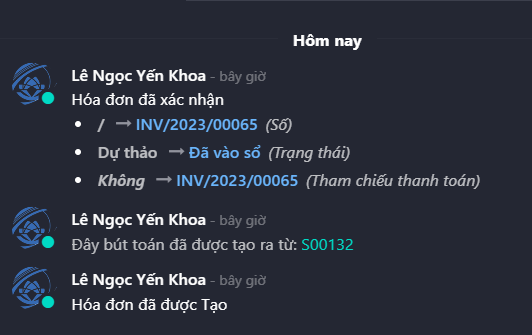 Hôm nay
Lê Ngọc Yến Khoa - bây giờ
Hóa đơn đã xác nhận
• / → INV/2023/00065 (Số)
• Dự thảo → Đã vào sổ (Trạng thái)
• Không → INV/2023/00065 (Tham chiếu thanh toán)
Lê Ngọc Yến Khoa - bây giờ
Đây bút toán đã được tạo ra từ: S00132
Lê Ngọc Yến Khoa - bây giờ
Hóa đơn đã được Tạo